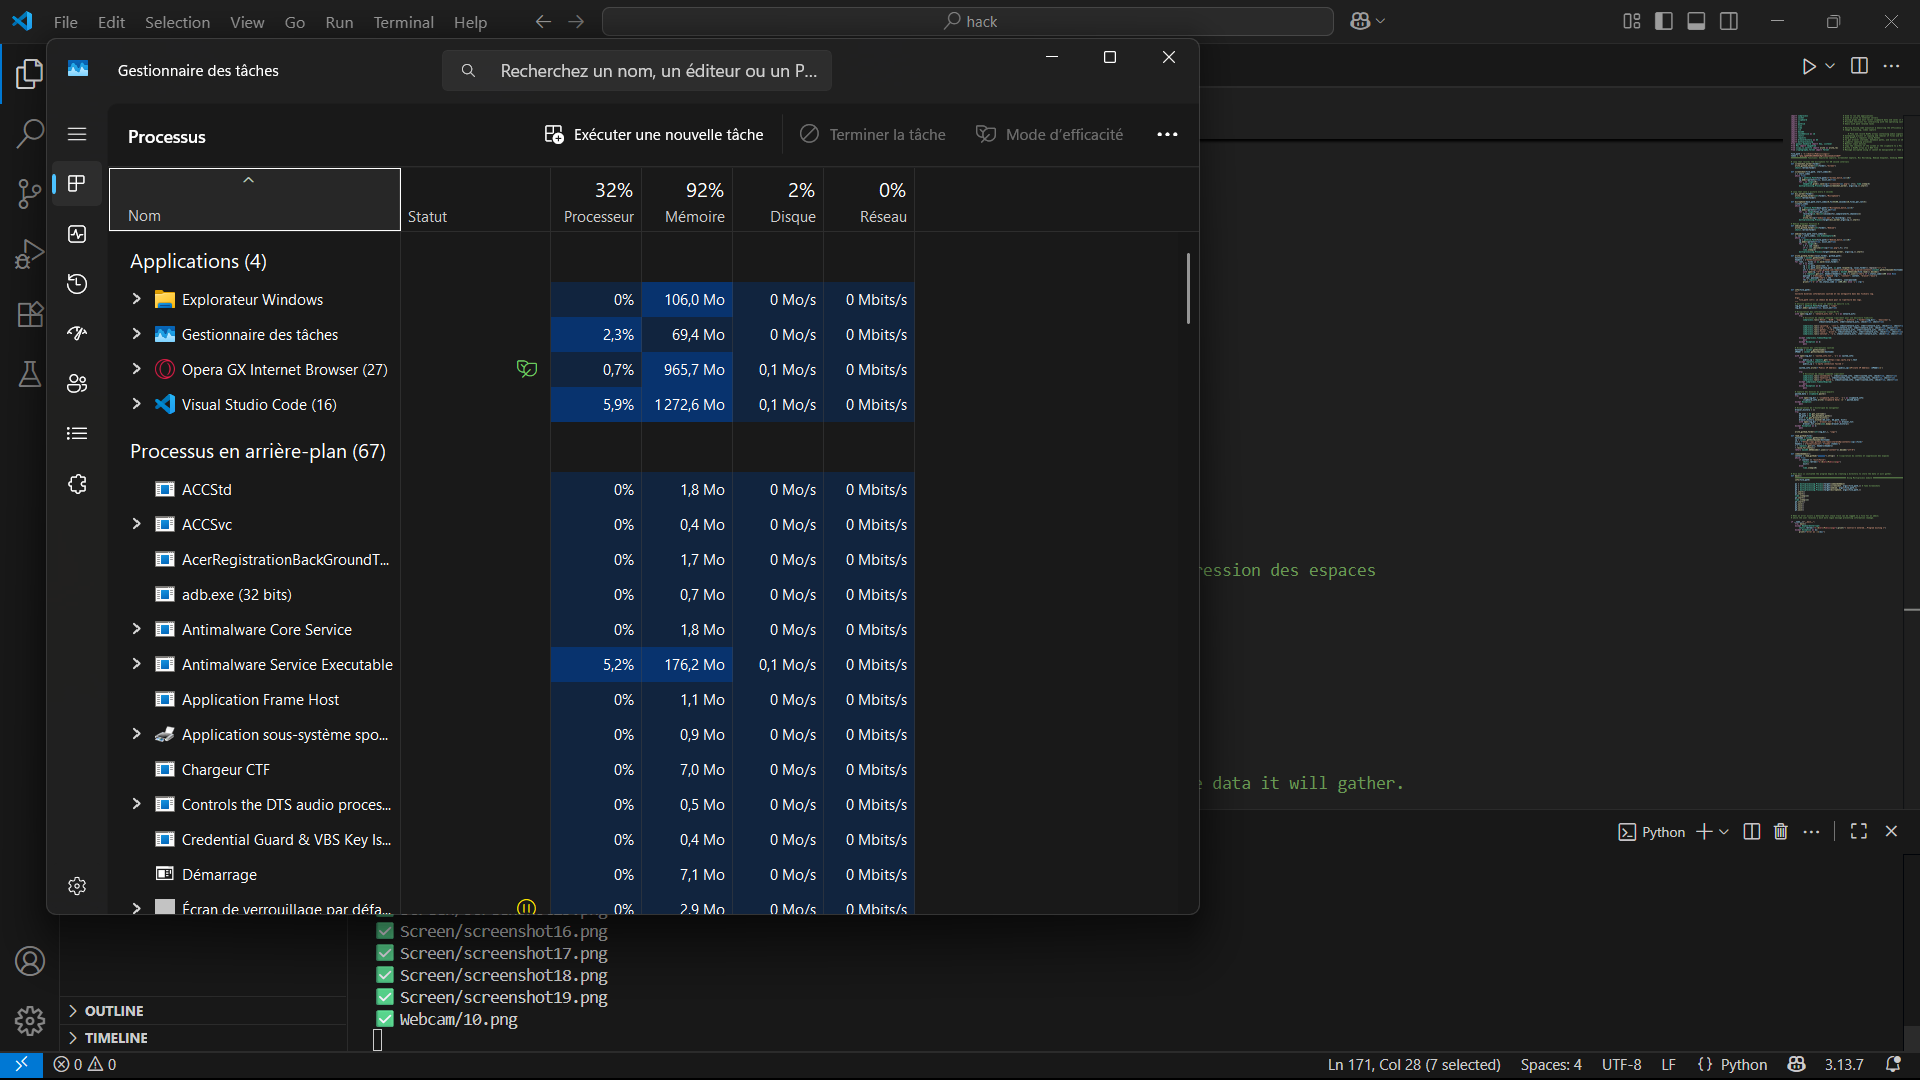 File Edit Selection View Go Run Terminal Help
hack
Gestionnaire des tâches
Recherchez un nom, un éditeur ou un P...
Processus
Exécuter une nouvelle tâche
Terminer la tâche
Mode d'efficacité
Nom
Statut
32% Processeur
92% Mémoire
2% Disque
0% Réseau
Applications (4)
Explorateur Windows 0% 106,0 Mo 0 Mo/s 0 Mbits/s
Gestionnaire des tâches 2,3% 69,4 Mo 0 Mo/s 0 Mbits/s
Opera GX Internet Browser (27) 0,7% 965,7 Mo 0,1 Mo/s 0 Mbits/s
Visual Studio Code (16) 5,9% 1 272,6 Mo 0,1 Mo/s 0 Mbits/s
Processus en arrière-plan (67)
ACCStd 0% 1,8 Mo 0 Mo/s 0 Mbits/s
ACCSvc 0% 0,4 Mo 0 Mo/s 0 Mbits/s
AcerRegistrationBackGroundT... 0% 1,7 Mo 0 Mo/s 0 Mbits/s
adb.exe (32 bits) 0% 0,7 Mo 0 Mo/s 0 Mbits/s
Antimalware Core Service 0% 1,8 Mo 0 Mo/s 0 Mbits/s
Antimalware Service Executable 5,2% 176,2 Mo 0,1 Mo/s 0 Mbits/s
Application Frame Host 0% 1,1 Mo 0 Mo/s 0 Mbits/s
Application sous-système spo... 0% 0,9 Mo 0 Mo/s 0 Mbits/s
Chargeur CTF 0% 7,0 Mo 0 Mo/s 0 Mbits/s
Controls the DTS audio proces... 0% 0,5 Mo 0 Mo/s 0 Mbits/s
Credential Guard & VBS Key Is... 0% 0,4 Mo 0 Mo/s 0 Mbits/s
Démarrage 0% 7,1 Mo 0 Mo/s 0 Mbits/s
Écran de verrouillage par défa... 0% 2,9 Mo 0 Mo/s 0 Mbits/s
ression des espaces
data it will gather.
Python
Screen/screenshot16.png
Screen/screenshot17.png
Screen/screenshot18.png
Screen/screenshot19.png
Webcam/10.png
OUTLINE
TIMELINE
0 0
Ln 171, Col 28 (7 selected) Spaces: 4 UTF-8 LF {} Python 3.13.7